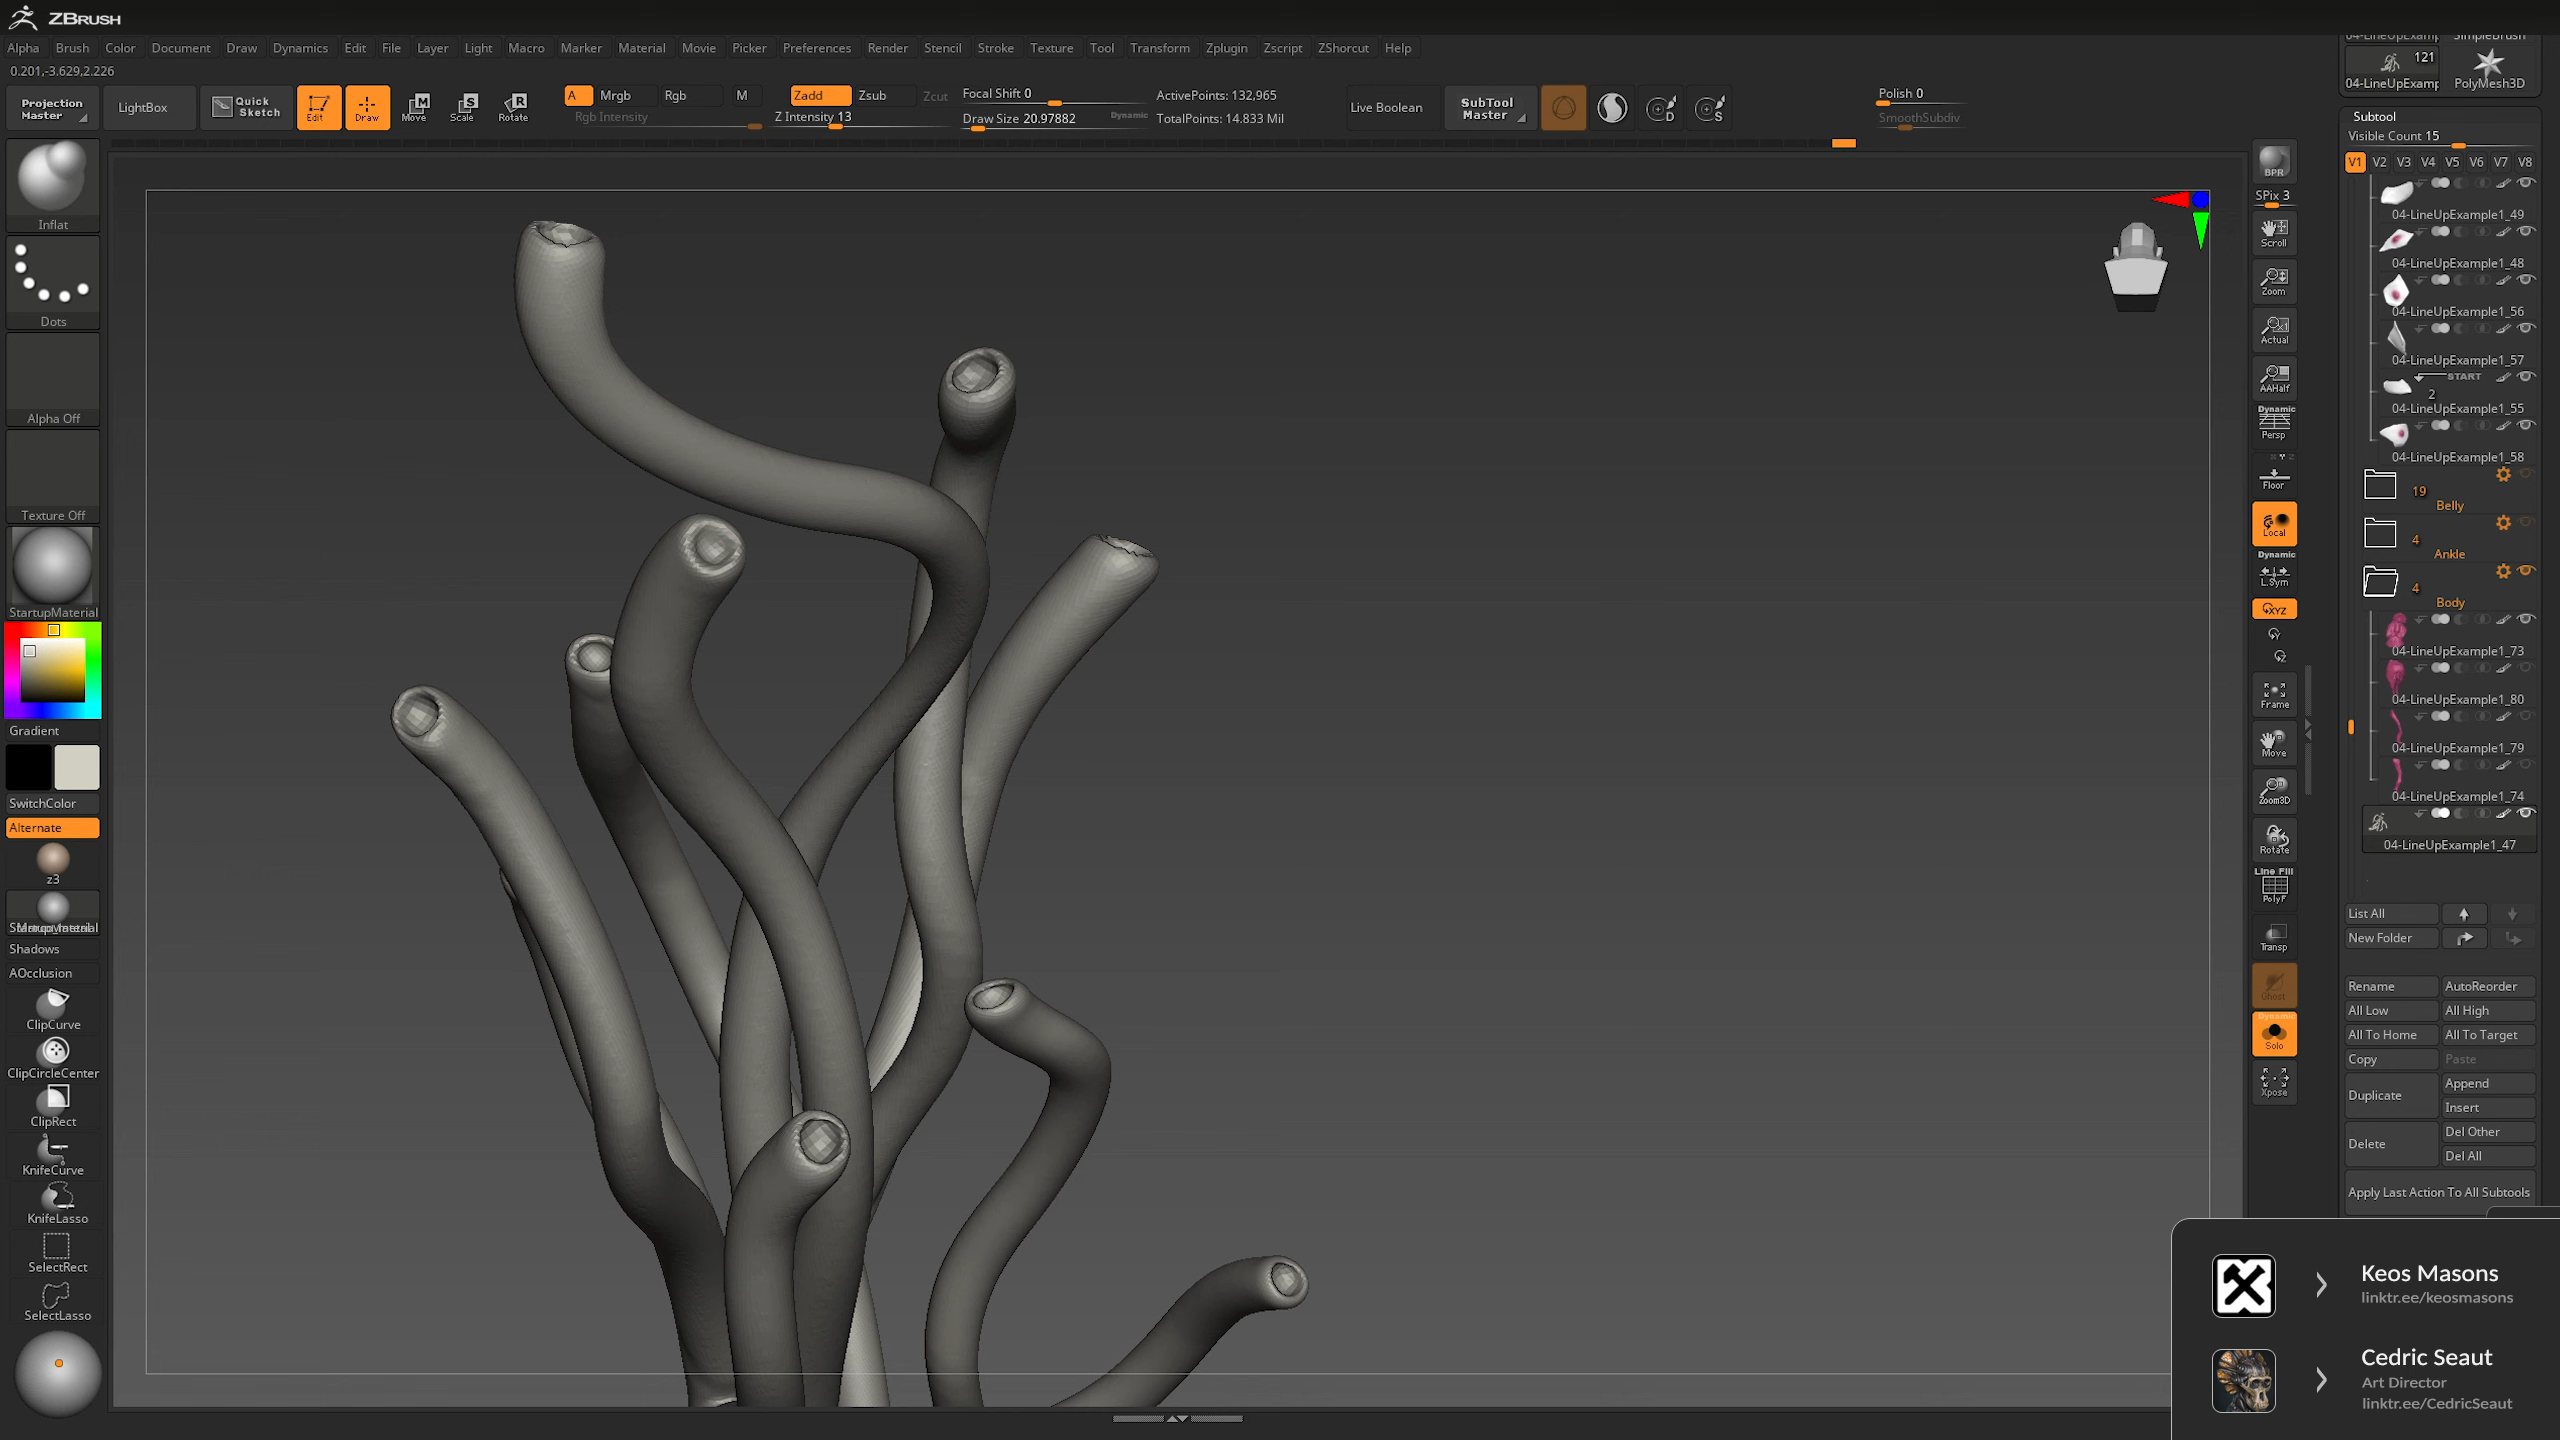 ZBRUSH
Alpha Brush Color Document Draw Dynamics Edit File Layer Light Macro Marker Material Movie Picker Preferences Render Stencil Stroke Texture Tool Transform Zplugin Zscript ZShorcut Help
0.201,-3.629,2.226
Projection Master
LightBox
Quick Sketch
Edit
Draw
Move
Scale
Rotate
A Mrgb Rgb M
Rgb Intensity
Zadd Zsub Zcut
Z Intensity 13
Focal Shift 0
Draw Size 20.97882 Dynamic
ActivePoints: 132,965
TotalPoints: 14.833 Mil
Live Boolean
SubTool Master
Polish 0
SmoothSubdiv
Inflat
Dots
Alpha Off
Texture Off
StartupMaterial
Gradient
SwitchColor
Alternate
z3
Shadows
AOcclusion
ClipCurve
ClipCircleCenter
ClipRect
KnifeCurve
KnifeLasso
SelectRect
SelectLasso
BPR
SPix 3
Scroll
Zoom
Actual
AAHalf
Dynamic
Persp
Floor
Local
Dynamic
L.Sym
XYZ
Frame
Move
Zoom3D
Rotate
Line Fill
PolyF
Transp
Ghost
Dynamic
Solo
Xpose
121
04-LineUpExamp PolyMesh3D
Subtool
Visible Count 15
V1 V2 V3 V4 V5 V6 V7 V8
04-LineUpExample1_49
04-LineUpExample1_48
04-LineUpExample1_56
04-LineUpExample1_57
START
2
04-LineUpExample1_55
04-LineUpExample1_58
19
Belly
4
Ankle
4
Body
04-LineUpExample1_73
04-LineUpExample1_80
04-LineUpExample1_79
04-LineUpExample1_74
04-LineUpExample1_47
List All
New Folder
Rename AutoReorder
All Low All High
All To Home All To Target
Copy Paste
Duplicate Append
Insert
Delete Del Other
Del All
Apply Last Action To All Subtools
Keos Masons
linktr.ee/keosmasons
Cedric Seaut
Art Director
linktr.ee/CedricSeaut